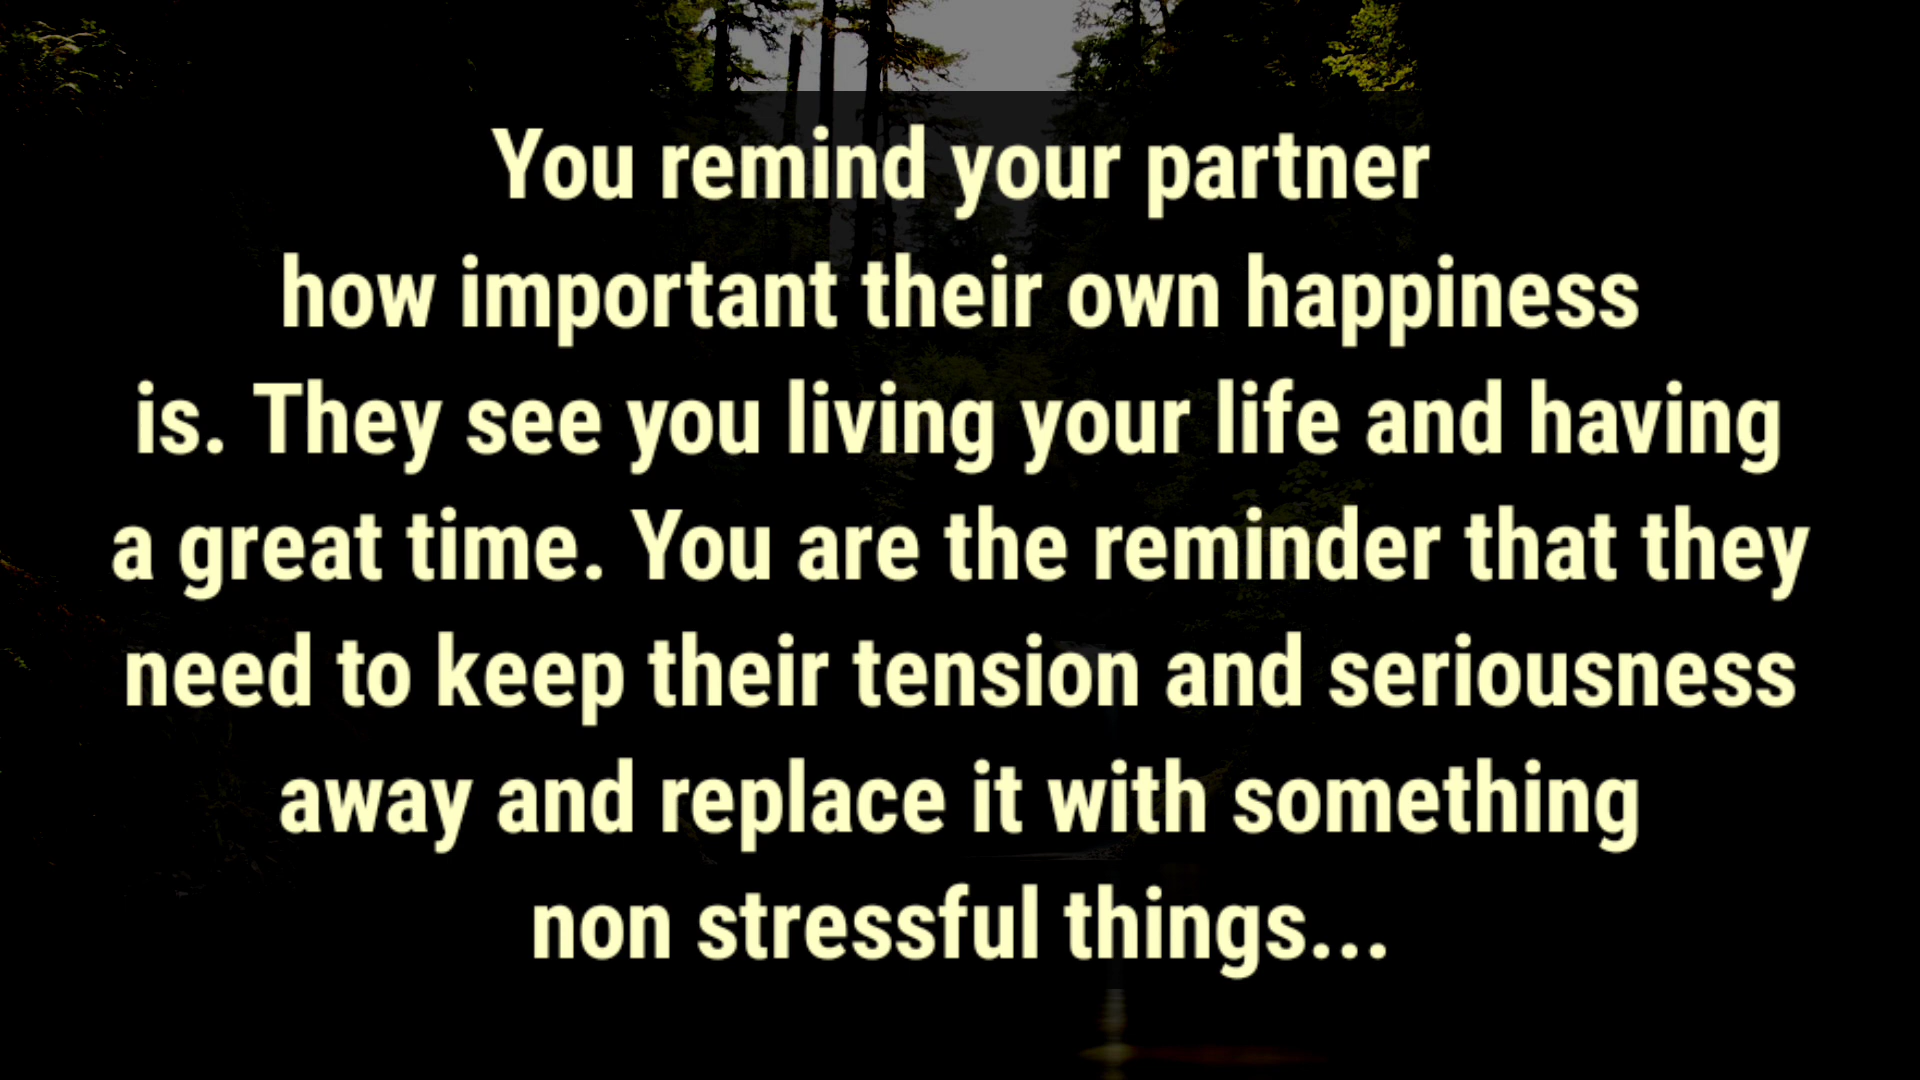 You remind your partner
how important their own happiness
is. They see you living your life and having
a great time. You are the reminder that they
need to keep their tension and seriousness
away and replace it with something
non stressful things...